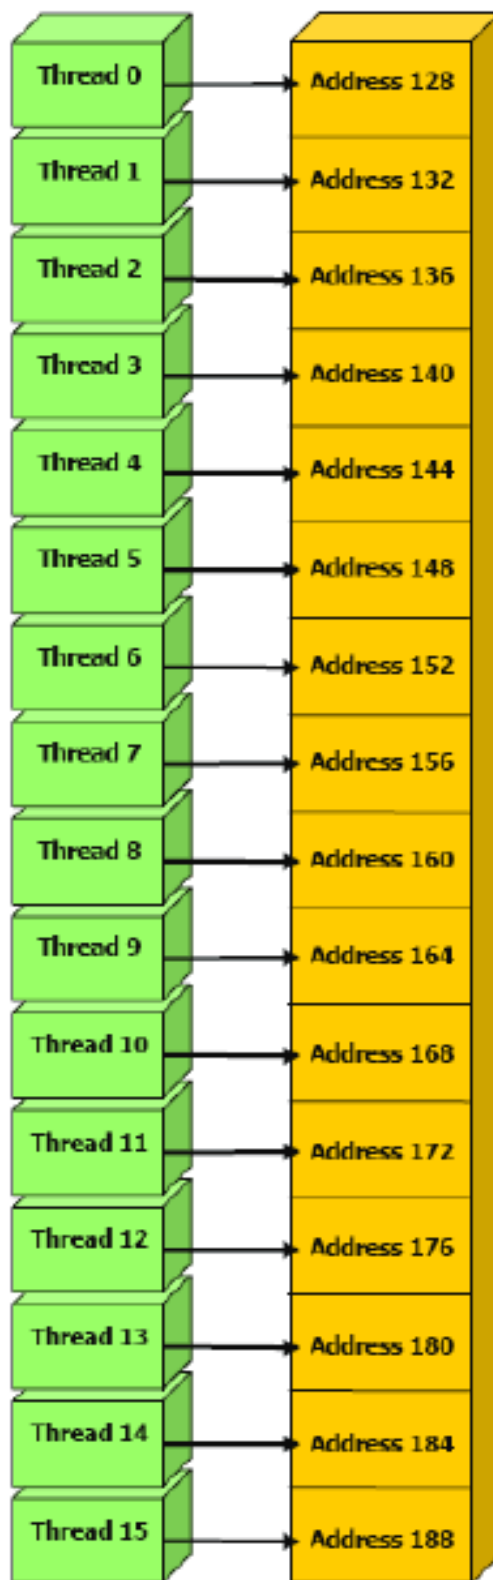 Thread 0
Address 128
Thread 1
Address 132
Thread 2
Address 136
Thread 3
Address 140
Thread 4
Address 144
Thread 5
Address 148
Thread 6
Address 152
Thread 7
Address 156
Thread 8
Address 160
Thread 9
Address 164
Thread 10
Address 168
Thread 11
Address 172
Thread 12
Address 176
Thread 13
Address 180
Thread 14
Address 184
Thread 15
Address 188